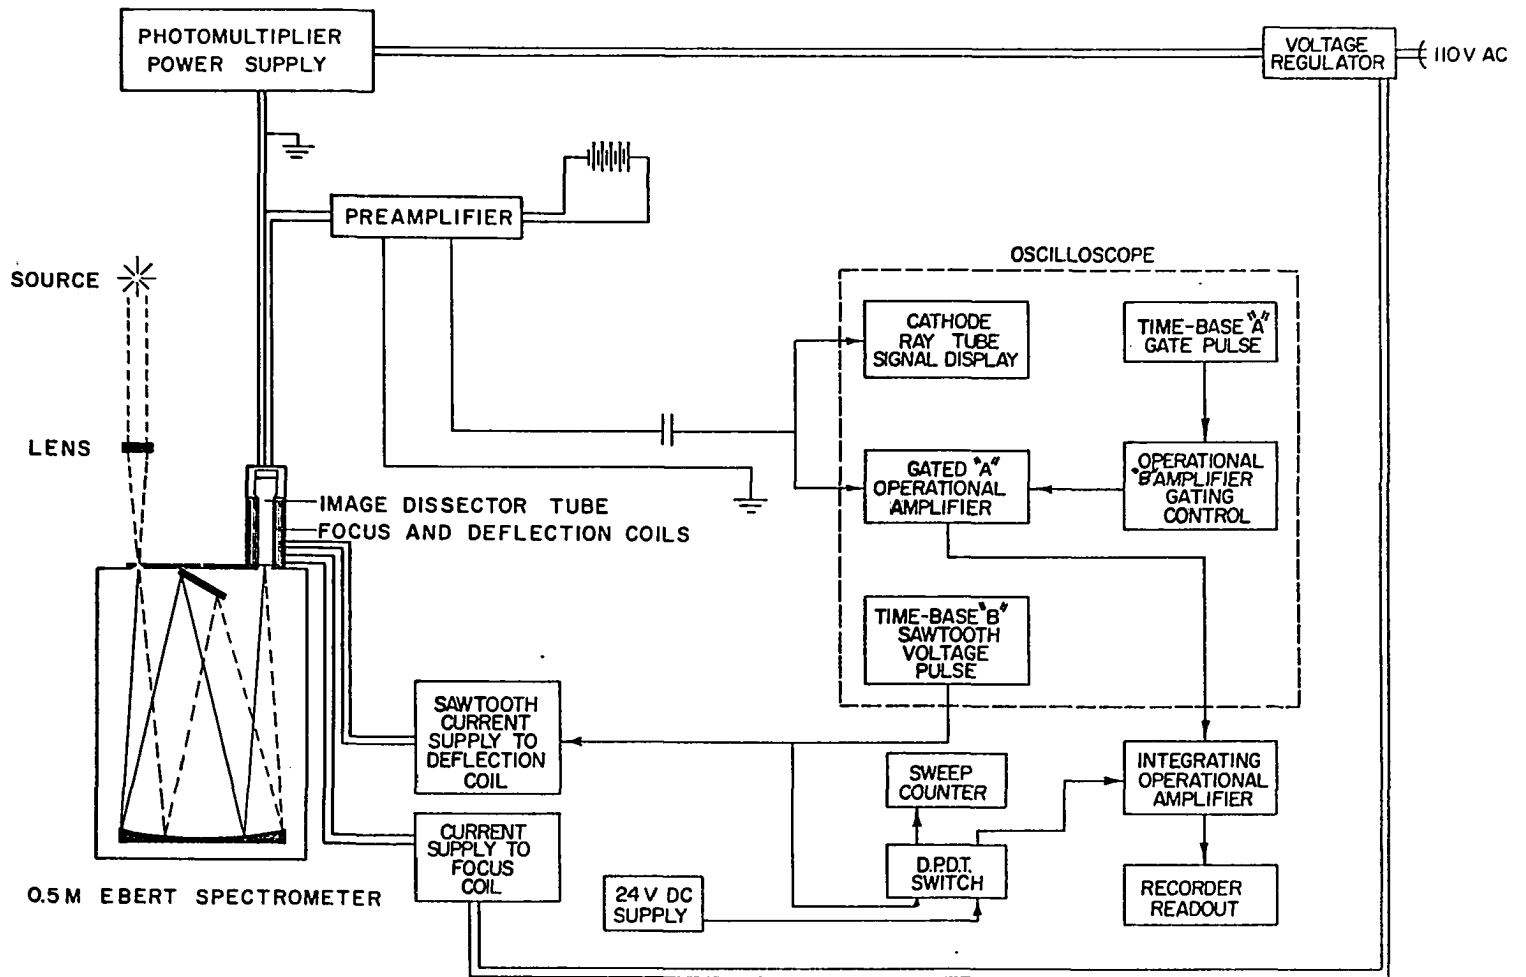 PHOTOMULTIPLIER
POWER SUPPLY
VOLTAGE
REGULATOR
110V AC
PREAMPLIFIER
SOURCE
LENS
OSCILLOSCOPE
CATHODE
RAY TUBE
SIGNAL DISPLAY
TIME-BASE "A"
GATE PULSE
GATED "A"
OPERATIONAL
AMPLIFIER
OPERATIONAL
"B" AMPLIFIER
GATING
CONTROL
IMAGE DISSECTOR TUBE
FOCUS AND DEFLECTION COILS
TIME-BASE "B"
SAWTOOTH
VOLTAGE
PULSE
SAWTOOTH
CURRENT
SUPPLY TO
DEFLECTION
COIL
SWEEP
COUNTER
INTEGRATING
OPERATIONAL
AMPLIFIER
CURRENT
SUPPLY TO
FOCUS
COIL
D.P.D.T.
SWITCH
24 V DC
SUPPLY
RECORDER
READOUT
0.5 M EBERT SPECTROMETER